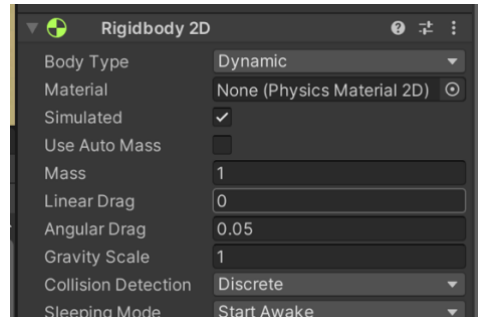 Rigidbody 2D
Body Type Dynamic
Material None (Physics Material 2D)
Simulated
Use Auto Mass
Mass 1
Linear Drag 0
Angular Drag 0.05
Gravity Scale 1
Collision Detection Discrete
Sleeping Mode Start Awake